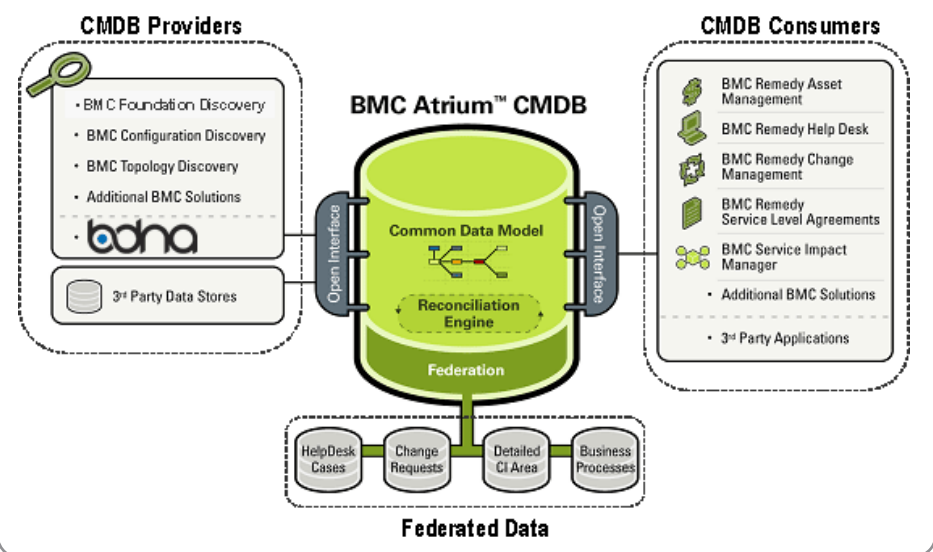 CMDB Providers
• BMC Foundation Discovery
• BMC Configuration Discovery
• BMC Topology Discovery
• Additional BMC Solutions
• bdna
3rd Party Data Stores
BMC Atrium™ CMDB
Open Interface
Common Data Model
Reconciliation
Engine
Federation
Open Interface
CMDB Consumers
BMC Remedy Asset
Management
BMC Remedy Help Desk
BMC Remedy Change
Management
BMC Remedy
Service Level Agreements
BMC Service Impact
Manager
• Additional BMC Solutions
• 3rd Party Applications
HelpDesk
Cases
Change
Requests
Detailed
CI Area
Business
Processes
Federated Data